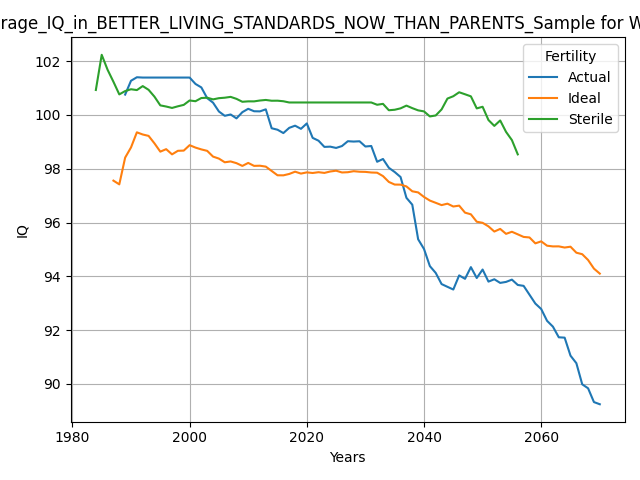 rage_IQ_in_BETTER_LIVING_STANDARDS_NOW_THAN_PARENTS_Sample for W
Fertility
Actual
Ideal
Sterile
IQ
102
100
98
96
94
92
90
1980 2000 2020 2040 2060
Years